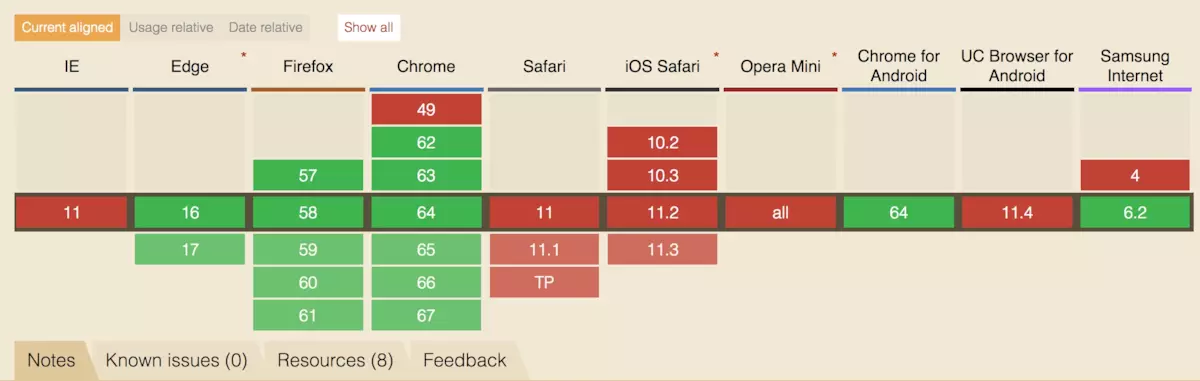 Current aligned Usage relative Date relative Show all
IE Edge * Firefox Chrome Safari iOS Safari * Opera Mini * Chrome for Android UC Browser for Android Samsung Internet
49
62 10.2
57 63 10.3 4
11 16 58 64 11 11.2 all 64 11.4 6.2
17 59 65 11.1 11.3
60 66 TP
61 67
Notes Known issues (0) Resources (8) Feedback